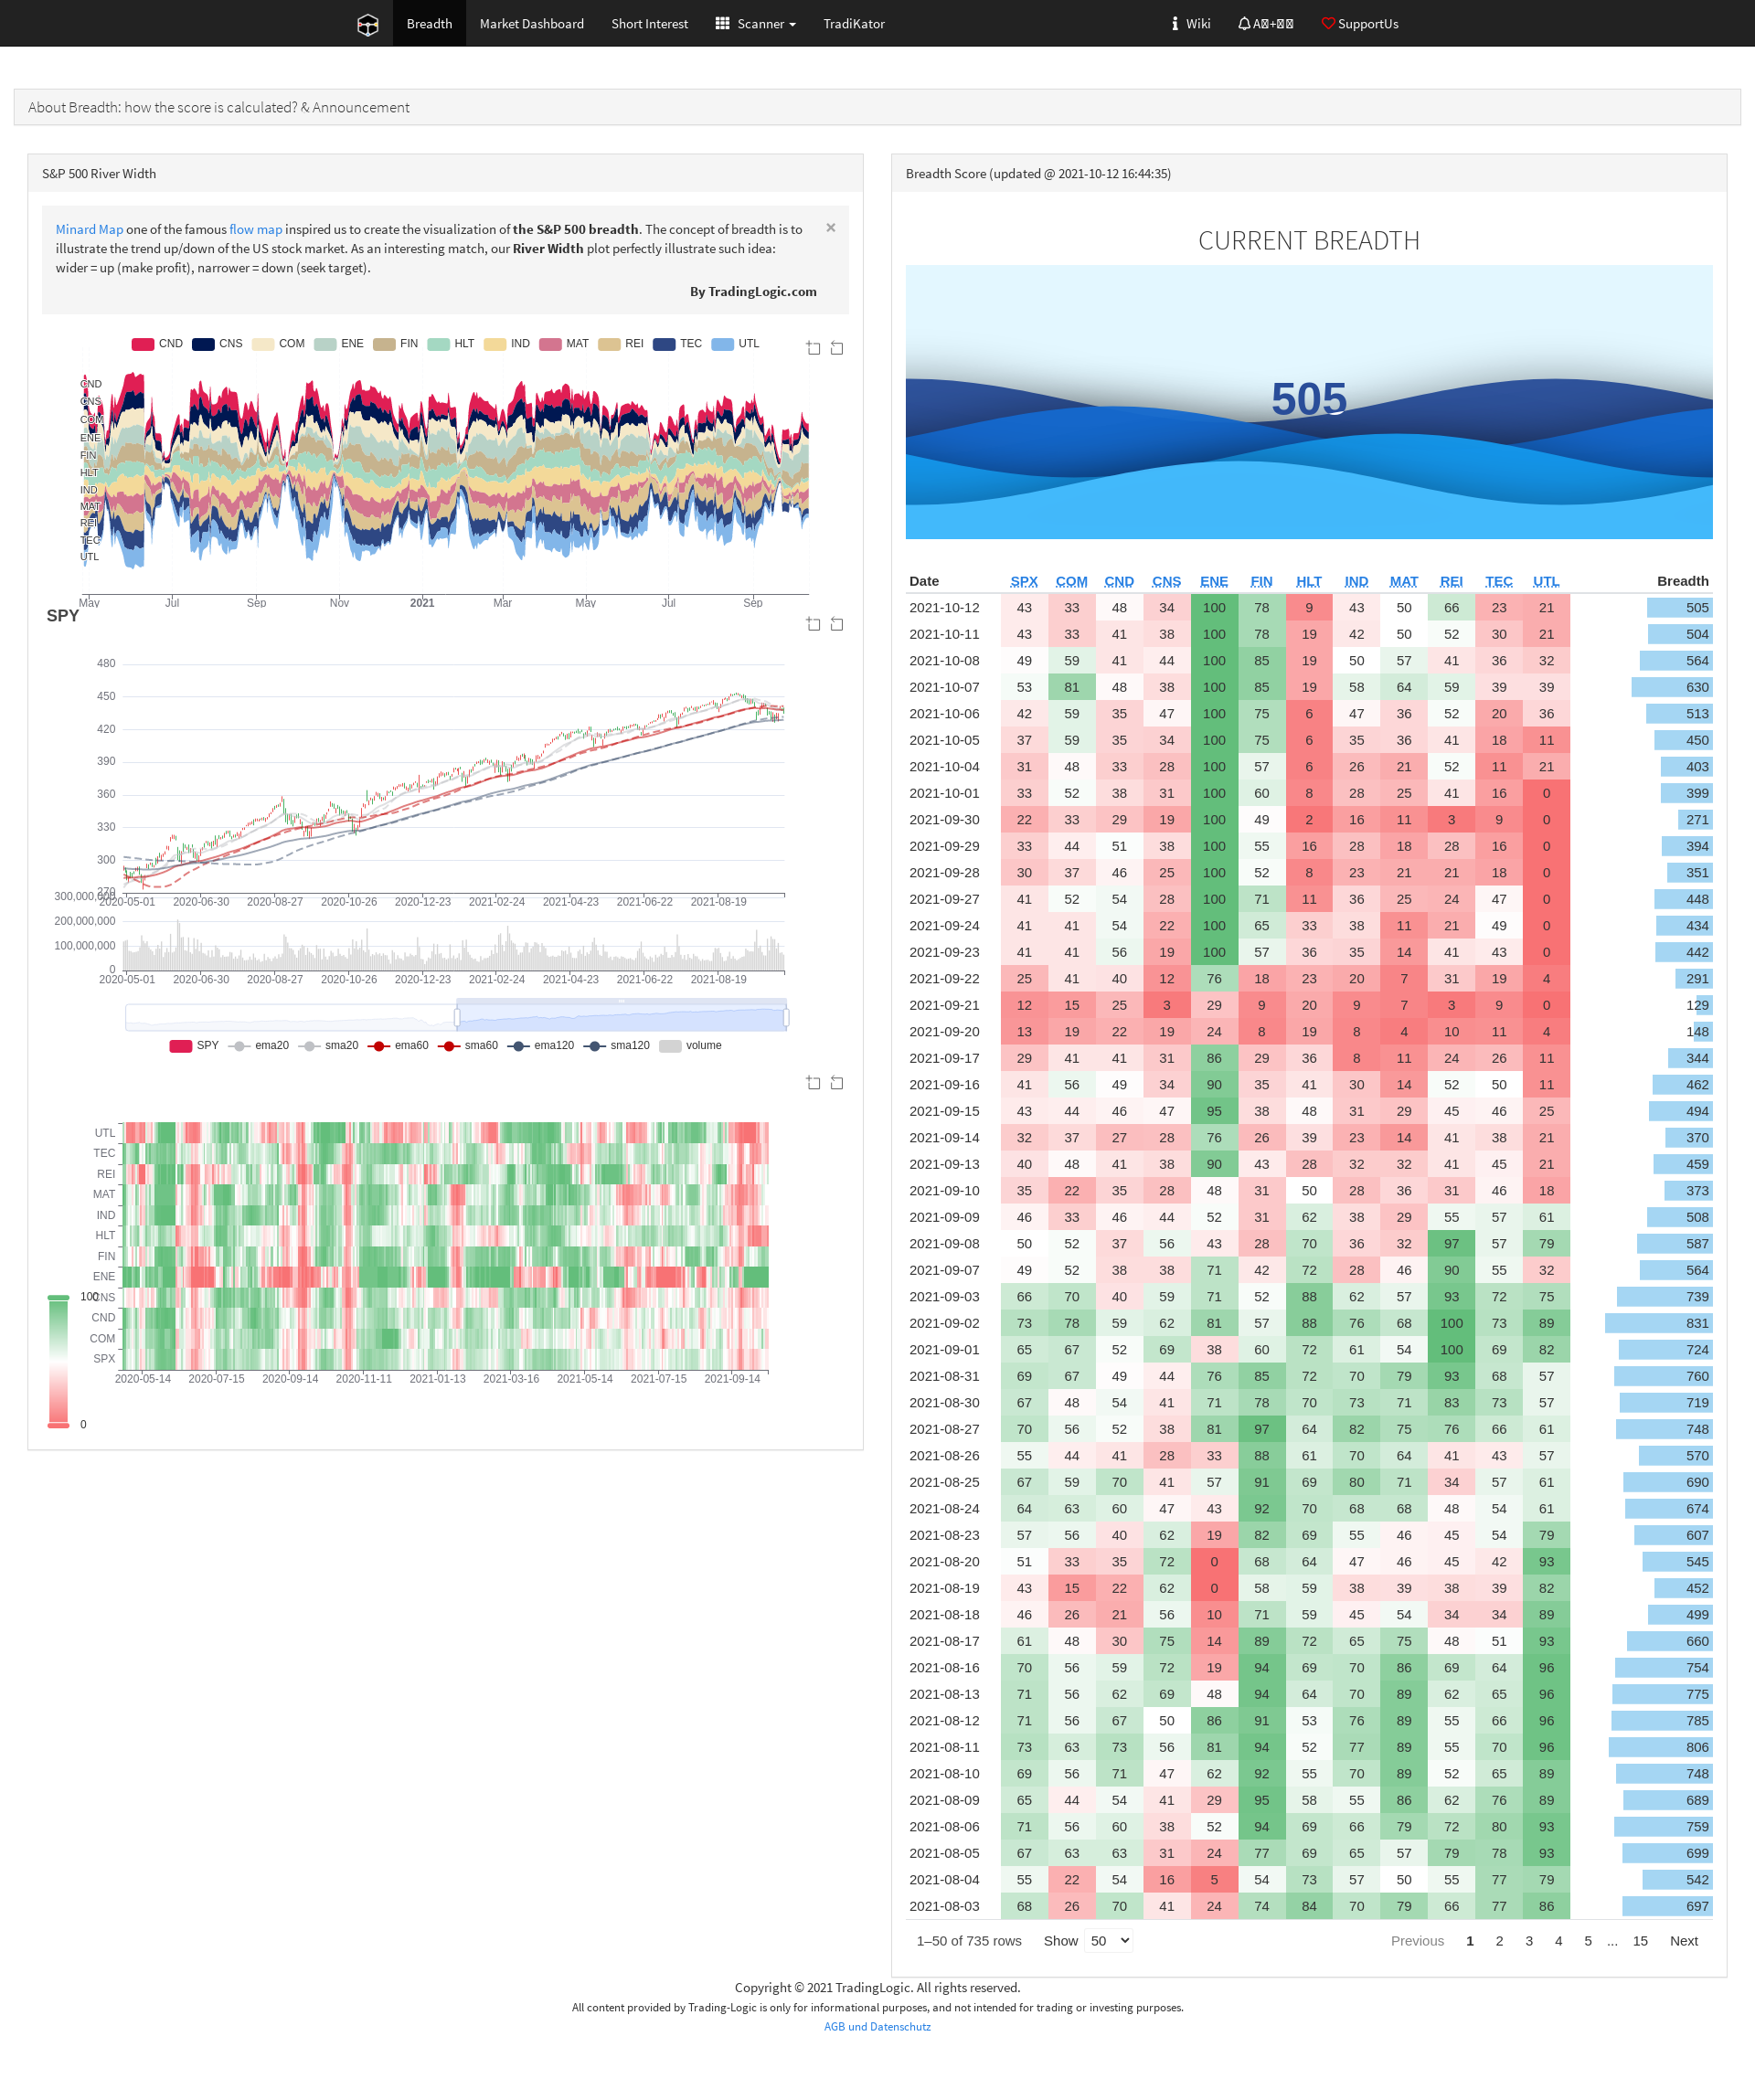 Breadth Market Dashboard Short Interest Scanner TradiKator Wiki SupportUs
About Breadth: how the score is calculated? & Announcement
S&P 500 River Width
Minard Map one of the famous flow map inspired us to create the visualization of the S&P 500 breadth. The concept of breadth is to
illustrate the trend up/down of the US stock market. As an interesting match, our River Width plot perfectly illustrate such idea:
wider = up (make profit), narrower = down (seek target).
×
By TradingLogic.com
CND CNS COM ENE FIN HLT IND MAT REI TEC UTL
CND
CNS
COM
ENE
FIN
HLT
IND
MAT
REI
TEC
UTL
May Jul Sep Nov 2021 Mar May Jul Sep
SPY
480
450
420
390
360
330
300
270
2020-05-01 2020-06-30 2020-08-27 2020-10-26 2020-12-23 2021-02-24 2021-04-23 2021-06-22 2021-08-19
300,000,000
200,000,000
100,000,000
0
2020-05-01 2020-06-30 2020-08-27 2020-10-26 2020-12-23 2021-02-24 2021-04-23 2021-06-22 2021-08-19
SPY ema20 sma20 ema60 sma60 ema120 sma120 volume
UTL
TEC
REI
MAT
IND
HLT
FIN
ENE
CNS
CND
COM
SPX
2020-05-14 2020-07-15 2020-09-14 2020-11-11 2021-01-13 2021-03-16 2021-05-14 2021-07-15 2021-09-14
100
0
Breadth Score (updated @ 2021-10-12 16:44:35)
CURRENT BREADTH
505
Date SPX COM CND CNS ENE FIN HLT IND MAT REI TEC UTL Breadth
2021-10-12 43 33 48 34 100 78 9 43 50 66 23 21 505
2021-10-11 43 33 41 38 100 78 19 42 50 52 30 21 504
2021-10-08 49 59 41 44 100 85 19 50 57 41 36 32 564
2021-10-07 53 81 48 38 100 85 19 58 64 59 39 39 630
2021-10-06 42 59 35 47 100 75 6 47 36 52 20 36 513
2021-10-05 37 59 35 34 100 75 6 35 36 41 18 11 450
2021-10-04 31 48 33 28 100 57 6 26 21 52 11 21 403
2021-10-01 33 52 38 31 100 60 8 28 25 41 16 0 399
2021-09-30 22 33 29 19 100 49 2 16 11 3 9 0 271
2021-09-29 33 44 51 38 100 55 16 28 18 28 16 0 394
2021-09-28 30 37 46 25 100 52 8 23 21 21 18 0 351
2021-09-27 41 52 54 28 100 71 11 36 25 24 47 0 448
2021-09-24 41 41 54 22 100 65 33 38 11 21 49 0 434
2021-09-23 41 41 56 19 100 57 36 35 14 41 43 0 442
2021-09-22 25 41 40 12 76 18 23 20 7 31 19 4 291
2021-09-21 12 15 25 3 29 9 20 9 7 3 9 0 129
2021-09-20 13 19 22 19 24 8 19 8 4 10 11 4 148
2021-09-17 29 41 41 31 86 29 36 8 11 24 26 11 344
2021-09-16 41 56 49 34 90 35 41 30 14 52 50 11 462
2021-09-15 43 44 46 47 95 38 48 31 29 45 46 25 494
2021-09-14 32 37 27 28 76 26 39 23 14 41 38 21 370
2021-09-13 40 48 41 38 90 43 28 32 32 41 45 21 459
2021-09-10 35 22 35 28 48 31 50 28 36 31 46 18 373
2021-09-09 46 33 46 44 52 31 62 38 29 55 57 61 508
2021-09-08 50 52 37 56 43 28 70 36 32 97 57 79 587
2021-09-07 49 52 38 38 71 42 72 28 46 90 55 32 564
2021-09-03 66 70 40 59 71 52 88 62 57 93 72 75 739
2021-09-02 73 78 59 62 81 57 88 76 68 100 73 89 831
2021-09-01 65 67 52 69 38 60 72 61 54 100 69 82 724
2021-08-31 69 67 49 44 76 85 72 70 79 93 68 57 760
2021-08-30 67 48 54 41 71 78 70 73 71 83 73 57 719
2021-08-27 70 56 52 38 81 97 64 82 75 76 66 61 748
2021-08-26 55 44 41 28 33 88 61 70 64 41 43 57 570
2021-08-25 67 59 70 41 57 91 69 80 71 34 57 61 690
2021-08-24 64 63 60 47 43 92 70 68 68 48 54 61 674
2021-08-23 57 56 40 62 19 82 69 55 46 45 54 79 607
2021-08-20 51 33 35 72 0 68 64 47 46 45 42 93 545
2021-08-19 43 15 22 62 0 58 59 38 39 38 39 82 452
2021-08-18 46 26 21 56 10 71 59 45 54 34 34 89 499
2021-08-17 61 48 30 75 14 89 72 65 75 48 51 93 660
2021-08-16 70 56 59 72 19 94 69 70 86 69 64 96 754
2021-08-13 71 56 62 69 48 94 64 70 89 62 65 96 775
2021-08-12 71 56 67 50 86 91 53 76 89 55 66 96 785
2021-08-11 73 63 73 56 81 94 52 77 89 55 70 96 806
2021-08-10 69 56 71 47 62 92 55 70 89 52 65 89 748
2021-08-09 65 44 54 41 29 95 58 55 86 62 76 89 689
2021-08-06 71 56 60 38 52 94 69 66 79 72 80 93 759
2021-08-05 67 63 63 31 24 77 69 65 57 79 78 93 699
2021-08-04 55 22 54 16 5 54 73 57 50 55 77 79 542
2021-08-03 68 26 70 41 24 74 84 70 79 66 77 86 697
1–50 of 735 rows Show 50 Previous 1 2 3 4 5 ... 15 Next
Copyright © 2021 TradingLogic. All rights reserved.
All content provided by Trading-Logic is only for informational purposes, and not intended for trading or investing purposes.
AGB und Datenschutz